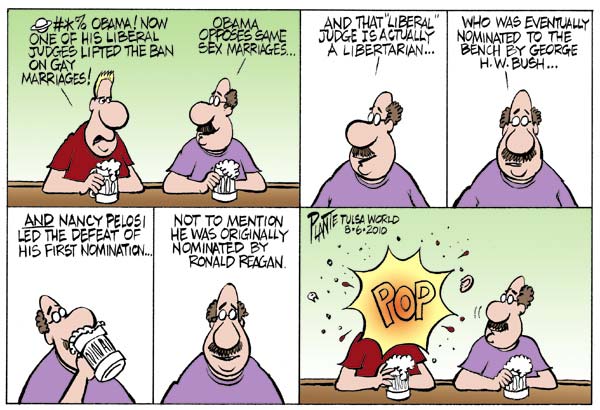 #*% OBAMA! NOW
ONE OF HIS LIBERAL
JUDGES LIFTED THE BAN
ON GAY
MARRIAGES!
OBAMA
OPPOSES SAME
SEX MARRIAGES...
AND THAT "LIBERAL"
JUDGE IS ACTUALLY
A LIBERTARIAN...
WHO WAS EVENTUALLY
NOMINATED TO THE
BENCH BY GEORGE
H.W. BUSH...
AND NANCY PELOSI
LED THE DEFEAT OF
HIS FIRST NOMINATION...
NOT TO MENTION
HE WAS ORIGINALLY
NOMINATED BY
RONALD REAGAN.
PLANTE TULSA WORLD
8·6·2010
POP